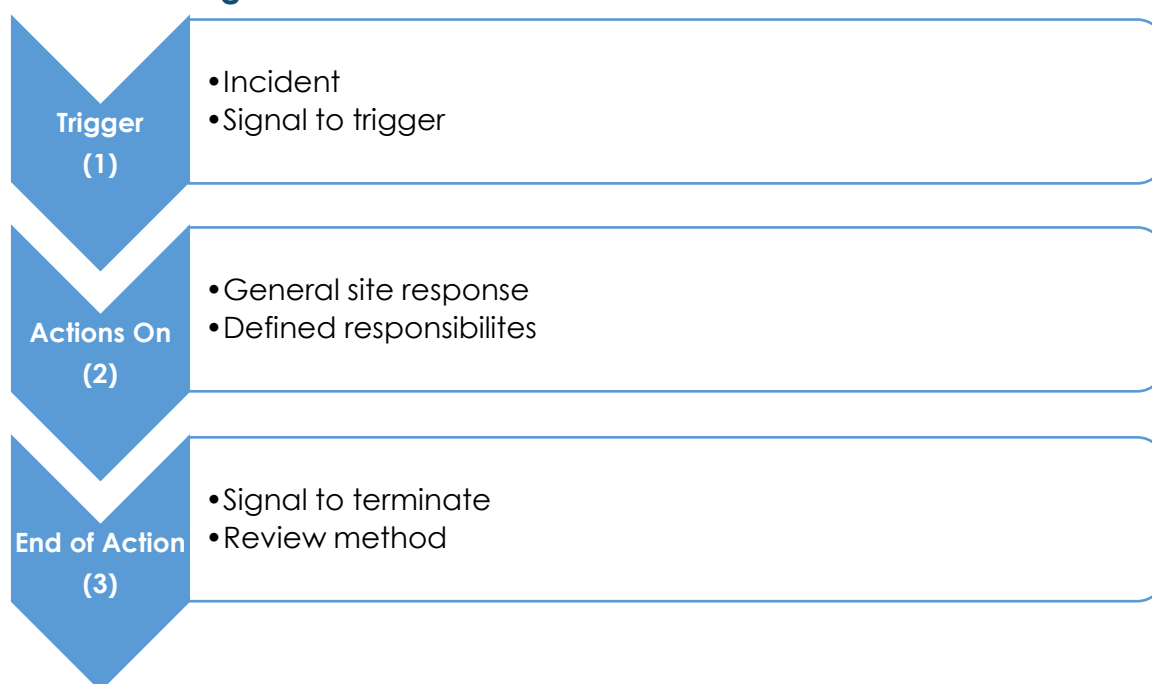 Trigger
(1)
•Incident
•Signal to trigger
Actions On
(2)
•General site response
•Defined responsibilites
End of Action
(3)
•Signal to terminate
•Review method